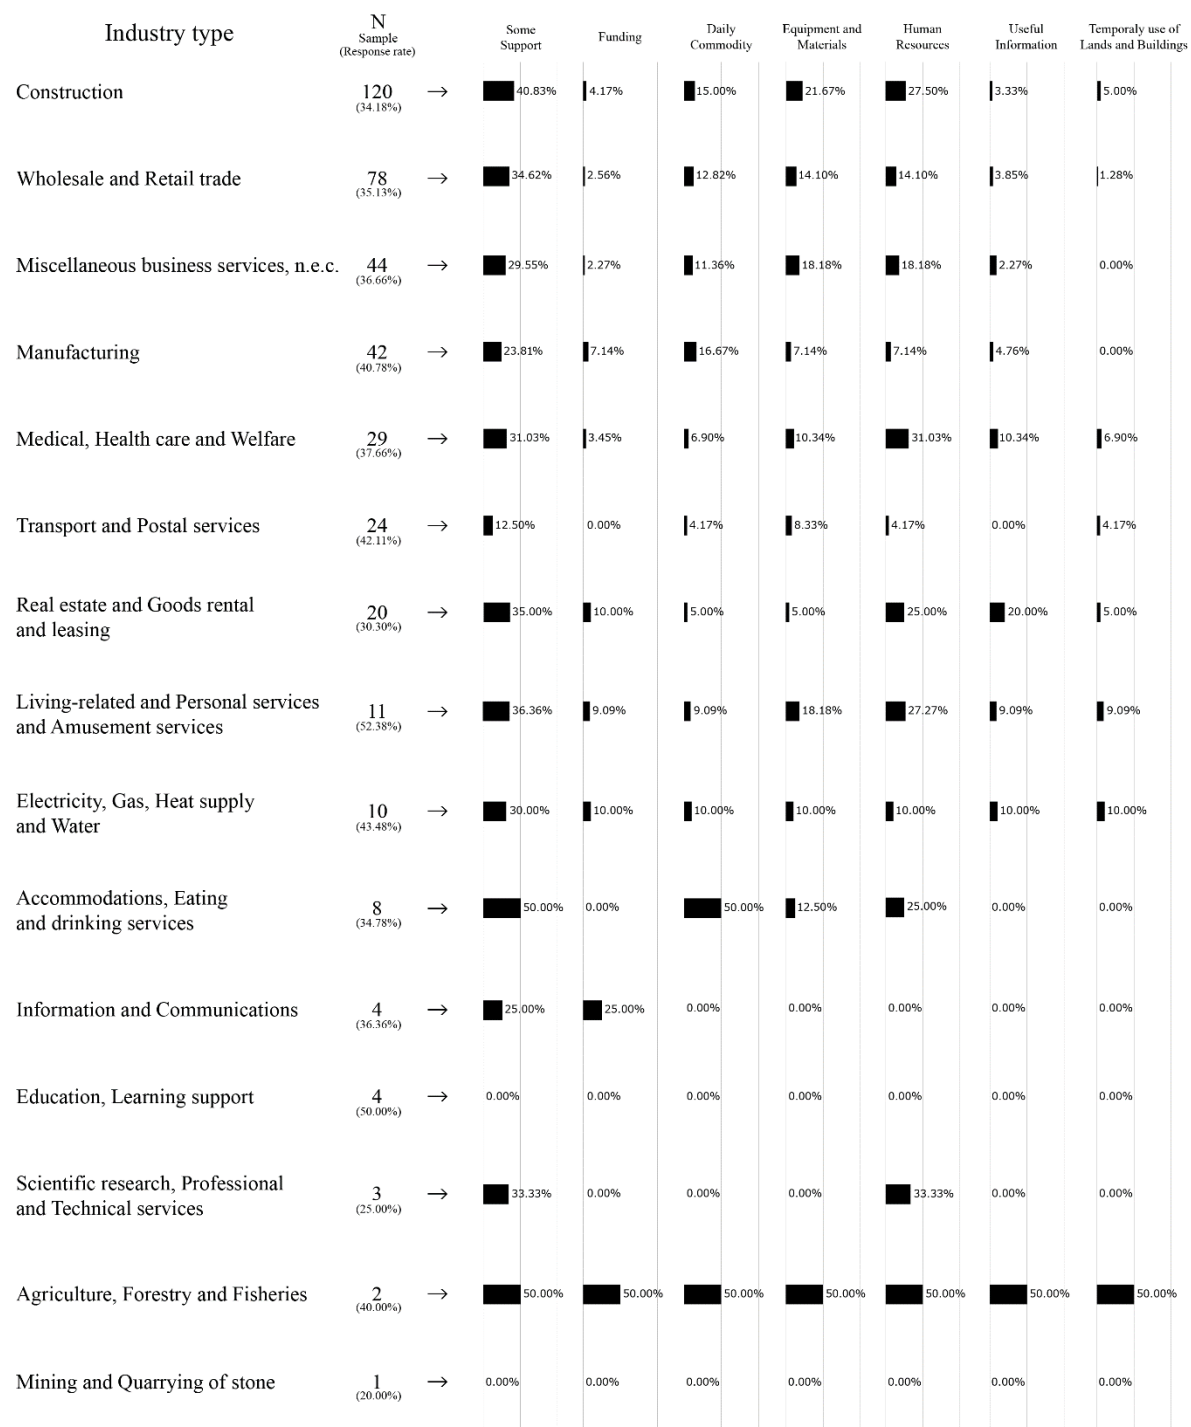 Industry type
N
Sample
(Response rate)
Some
Support
Funding
Daily
Commodity
Equipment and
Materials
Human
Resources
Useful
Information
Temporaly use of
Lands and Buildings
Construction 120 → 40.83% 4.17% 15.00% 21.67% 27.50% 3.33% 5.00%
(34.18%)
Wholesale and Retail trade 78 → 34.62% 2.56% 12.82% 14.10% 14.10% 3.85% 1.28%
(35.13%)
Miscellaneous business services, n.e.c. 44 → 29.55% 2.27% 11.36% 18.18% 18.18% 2.27% 0.00%
(36.66%)
Manufacturing 42 → 23.81% 7.14% 16.67% 7.14% 7.14% 4.76% 0.00%
(40.78%)
Medical, Health care and Welfare 29 → 31.03% 3.45% 6.90% 10.34% 31.03% 10.34% 6.90%
(37.66%)
Transport and Postal services 24 → 12.50% 0.00% 4.17% 8.33% 4.17% 0.00% 4.17%
(42.11%)
Real estate and Goods rental
and leasing
20 → 35.00% 10.00% 5.00% 5.00% 25.00% 20.00% 5.00%
(30.30%)
Living-related and Personal services
and Amusement services
11 → 36.36% 9.09% 9.09% 18.18% 27.27% 9.09% 9.09%
(52.38%)
Electricity, Gas, Heat supply
and Water
10 → 30.00% 10.00% 10.00% 10.00% 10.00% 10.00% 10.00%
(43.48%)
Accommodations, Eating
and drinking services
8 → 50.00% 0.00% 50.00% 12.50% 25.00% 0.00% 0.00%
(34.78%)
Information and Communications 4 → 25.00% 25.00% 0.00% 0.00% 0.00% 0.00% 0.00%
(36.36%)
Education, Learning support 4 → 0.00% 0.00% 0.00% 0.00% 0.00% 0.00% 0.00%
(50.00%)
Scientific research, Professional
and Technical services
3 → 33.33% 0.00% 0.00% 0.00% 33.33% 0.00% 0.00%
(25.00%)
Agriculture, Forestry and Fisheries 2 → 50.00% 50.00% 50.00% 50.00% 50.00% 50.00% 50.00%
(40.00%)
Mining and Quarrying of stone 1 → 0.00% 0.00% 0.00% 0.00% 0.00% 0.00% 0.00%
(20.00%)